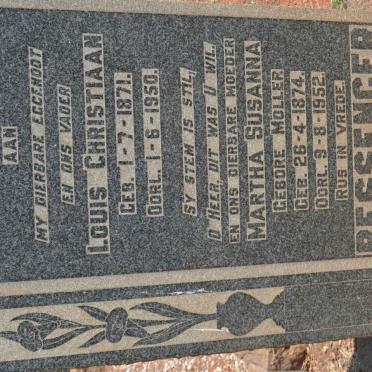 AAN
MY DIERBARE EGGENOOT
EN ONS VADER
LOUIS CHRISTIAAN
GEB. 1-7-1871.
OORL. 1-6-1950.
SY STEM IS STIL,
O HEER, DIT WAS U WIL
EN ONS DIERBARE MOEDER
MARTHA SUSANNA
GEBORE MOLLER
GEB. 26-4-1874.
OORL. 9-8-1952.
RUS IN VREDE.
BESSINGER